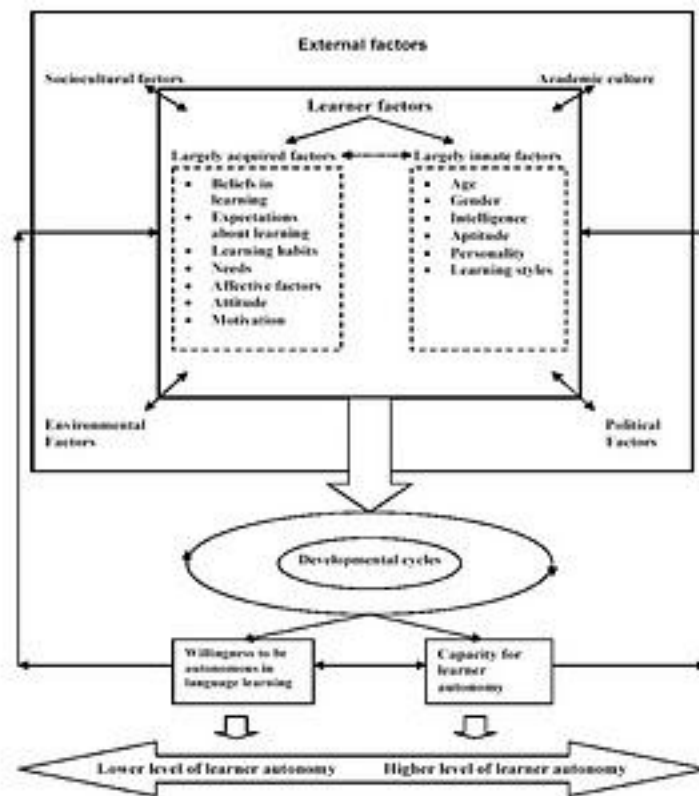 External factors
Sociocultural factors
Academic culture
Learner factors
Largely acquired factors
Largely innate factors
• Beliefs in
learning
• Expectations
about learning
• Learning habits
• Needs
• Affective factors
• Attitude
• Motivation
• Age
• Gender
• Intelligence
• Aptitude
• Personality
• Learning styles
Environmental
Factors
Political
Factors
Developmental cycles
Willingness to be
autonomous in
language learning
Capacity for
learner
autonomy
Lower level of learner autonomy
Higher level of learner autonomy